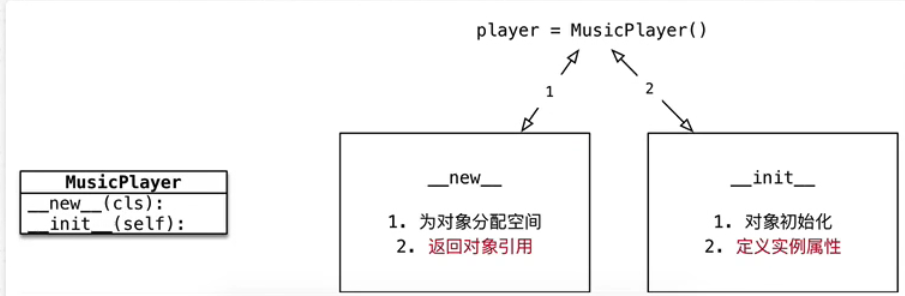 player = MusicPlayer()
1
2
MusicPlayer
__new__(cls):
__init__(self):
__new__
1. 为对象分配空间
2. 返回对象引用
__init__
1. 对象初始化
2. 定义实例属性